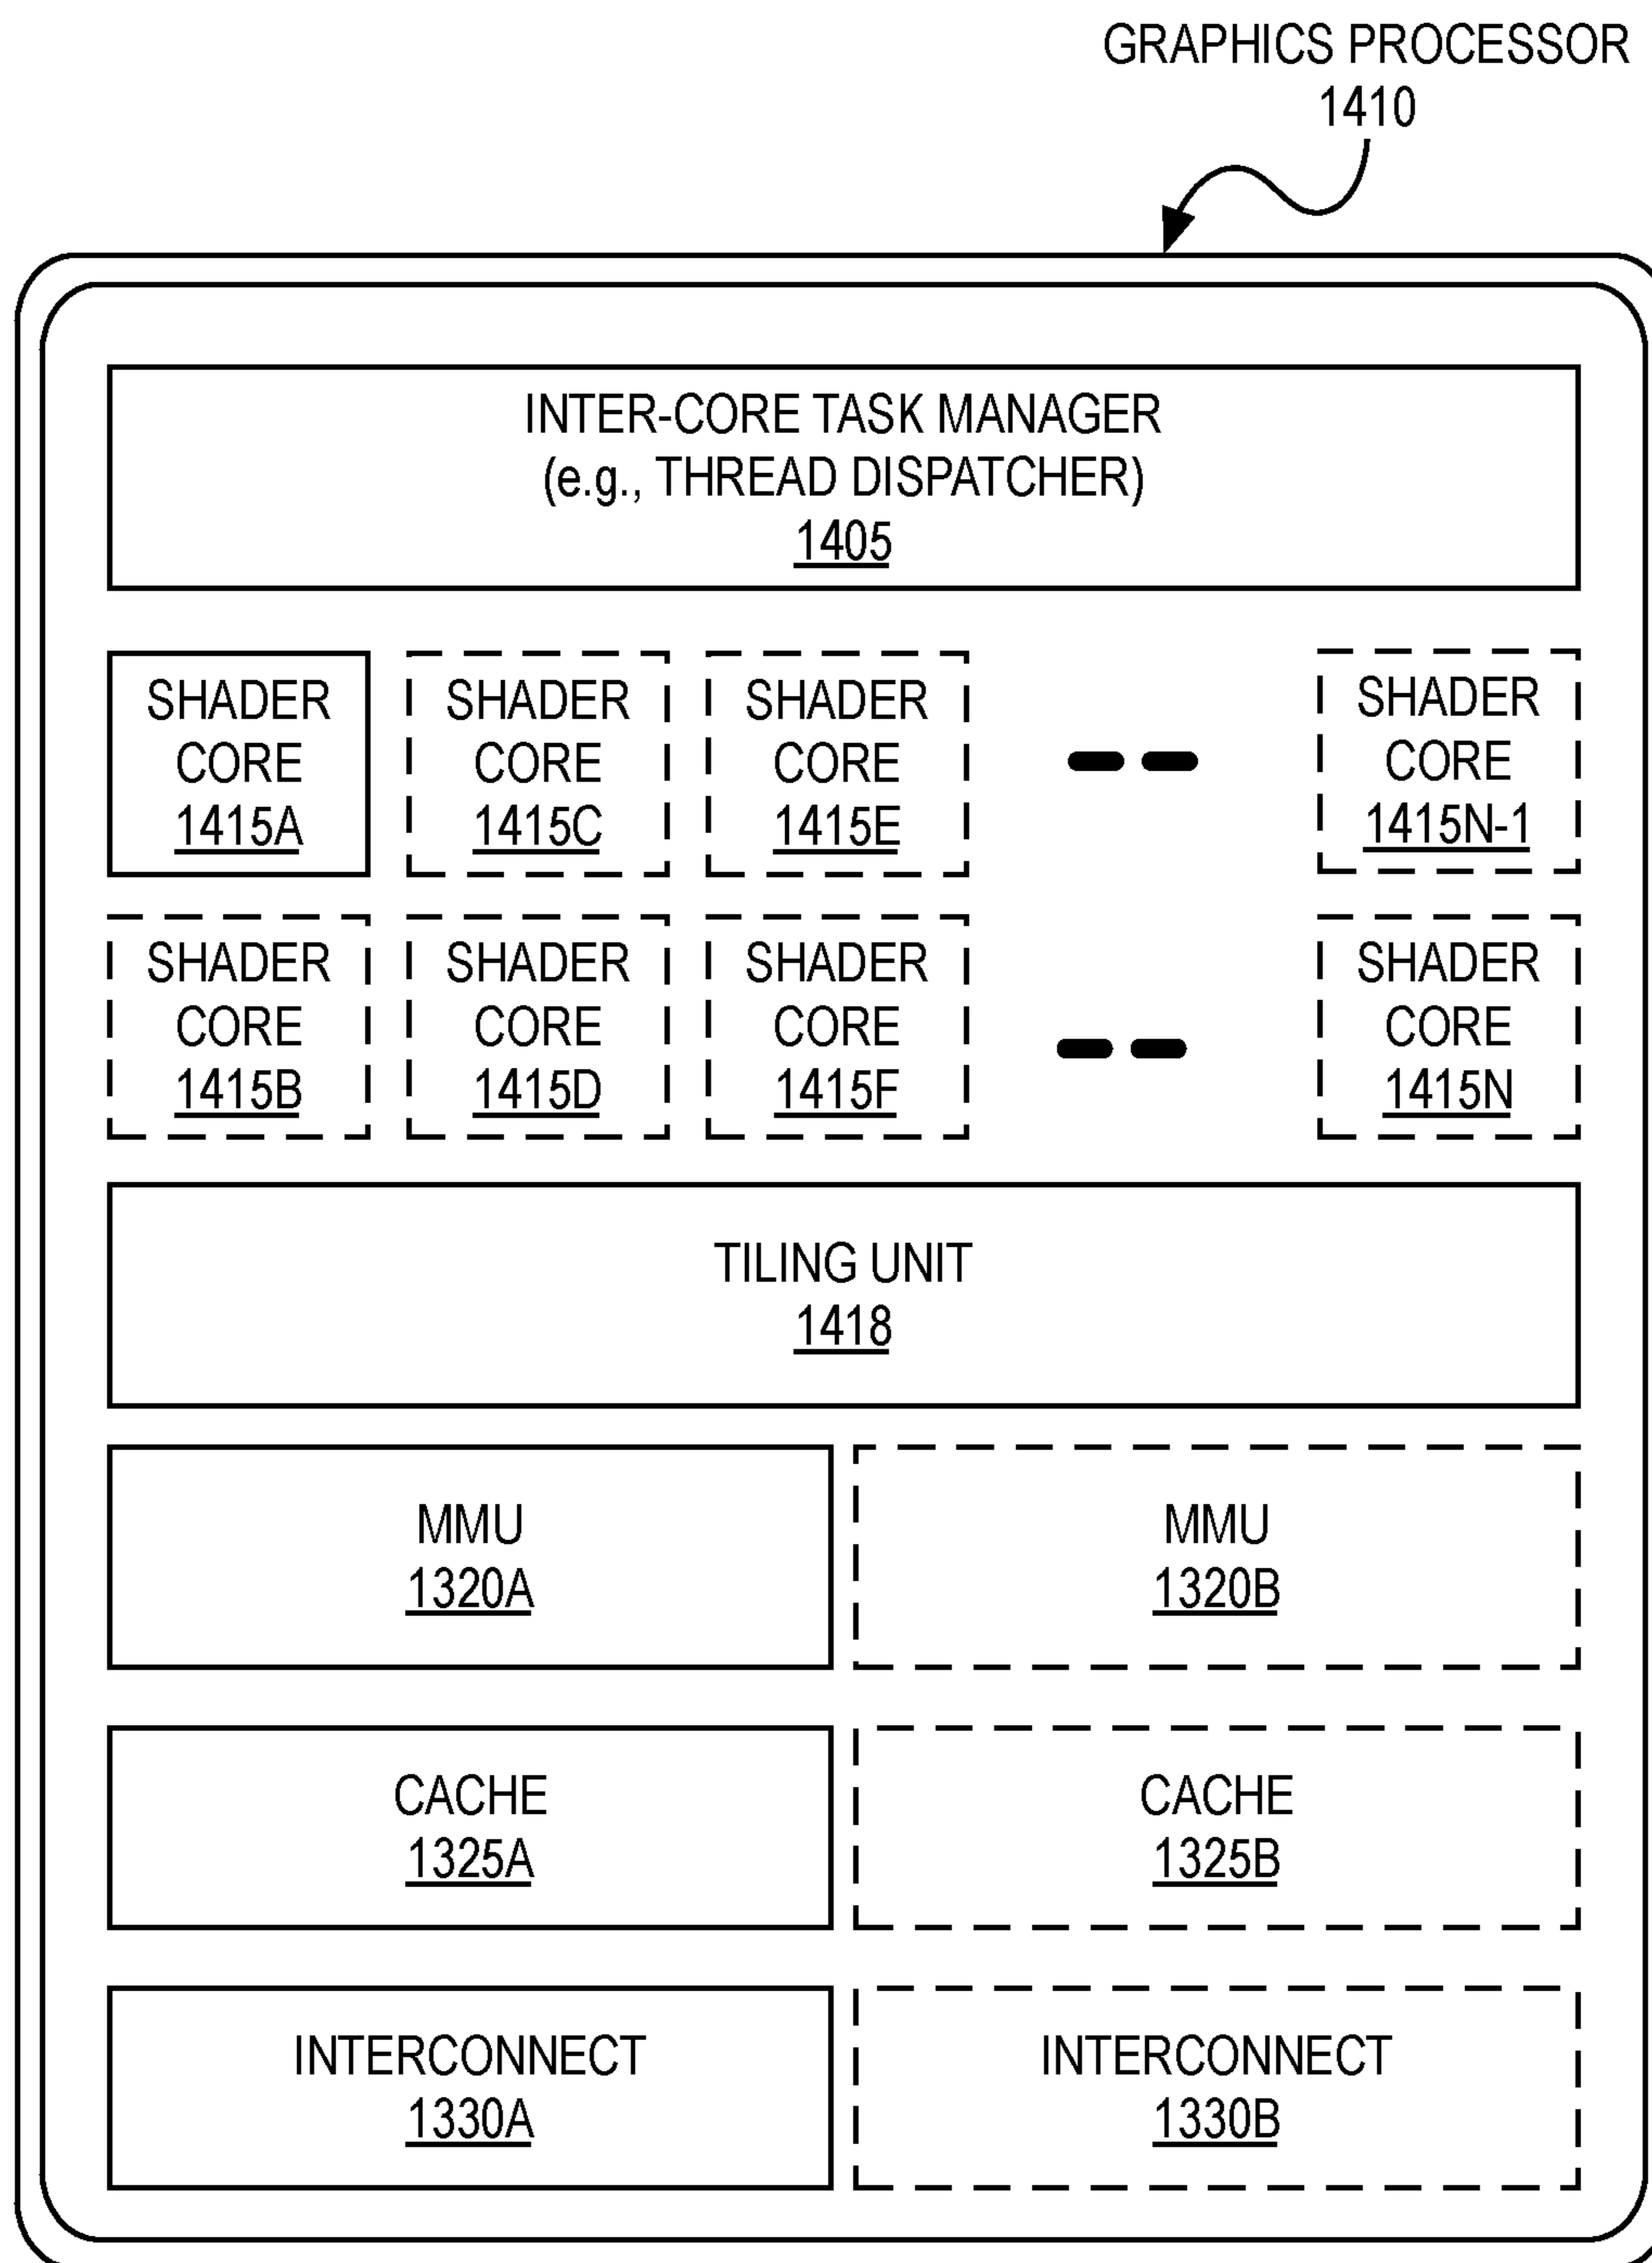 GRAPHICS PROCESSOR
1410
INTER-CORE TASK MANAGER
(e.g., THREAD DISPATCHER)
1405
SHADER
CORE
1415A
SHADER
CORE
1415C
SHADER
CORE
1415E
SHADER
CORE
1415N-1
SHADER
CORE
1415B
SHADER
CORE
1415D
SHADER
CORE
1415F
SHADER
CORE
1415N
TILING UNIT
1418
MMU
1320A
MMU
1320B
CACHE
1325A
CACHE
1325B
INTERCONNECT
1330A
INTERCONNECT
1330B